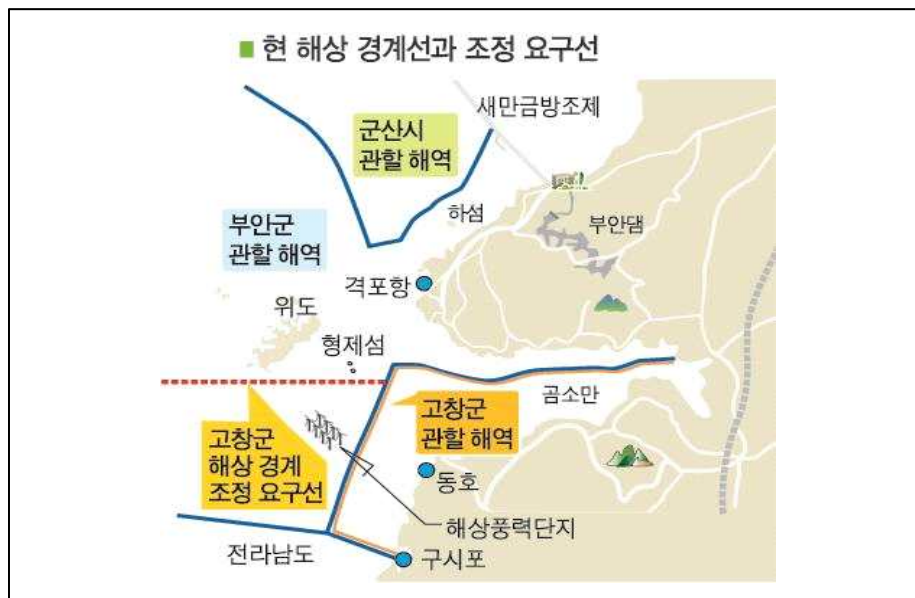 ■ 현 해상 경계선과 조정 요구선
새만금방조제
군산시
관할 해역
하섬
부안댐
부안군
관할 해역
격포항
위도
형제섬
곰소만
고창군
관할 해역
고창군
해상 경계
조정 요구선
동호
해상풍력단지
전라남도
구시포